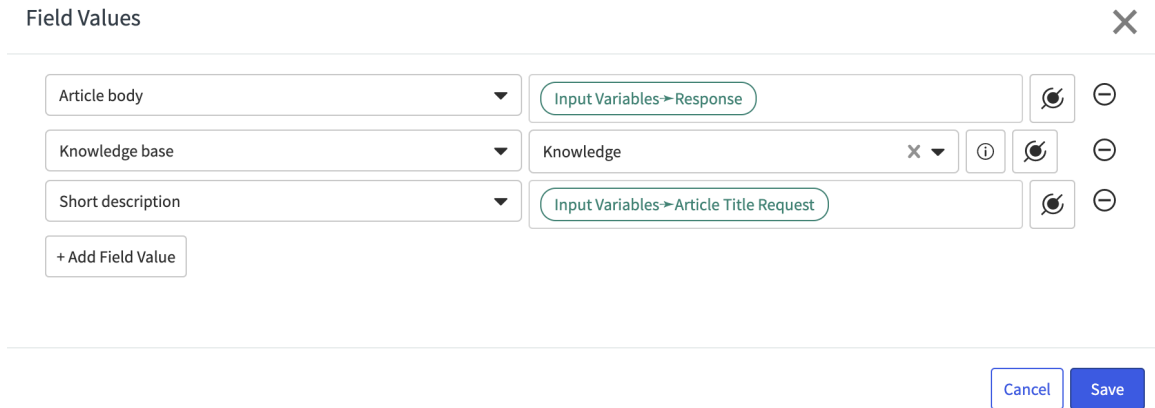 Field Values
Article body
Input Variables➛Response
Knowledge base
Knowledge
Short description
Input Variables➛Article Title Request
+ Add Field Value
Cancel
Save